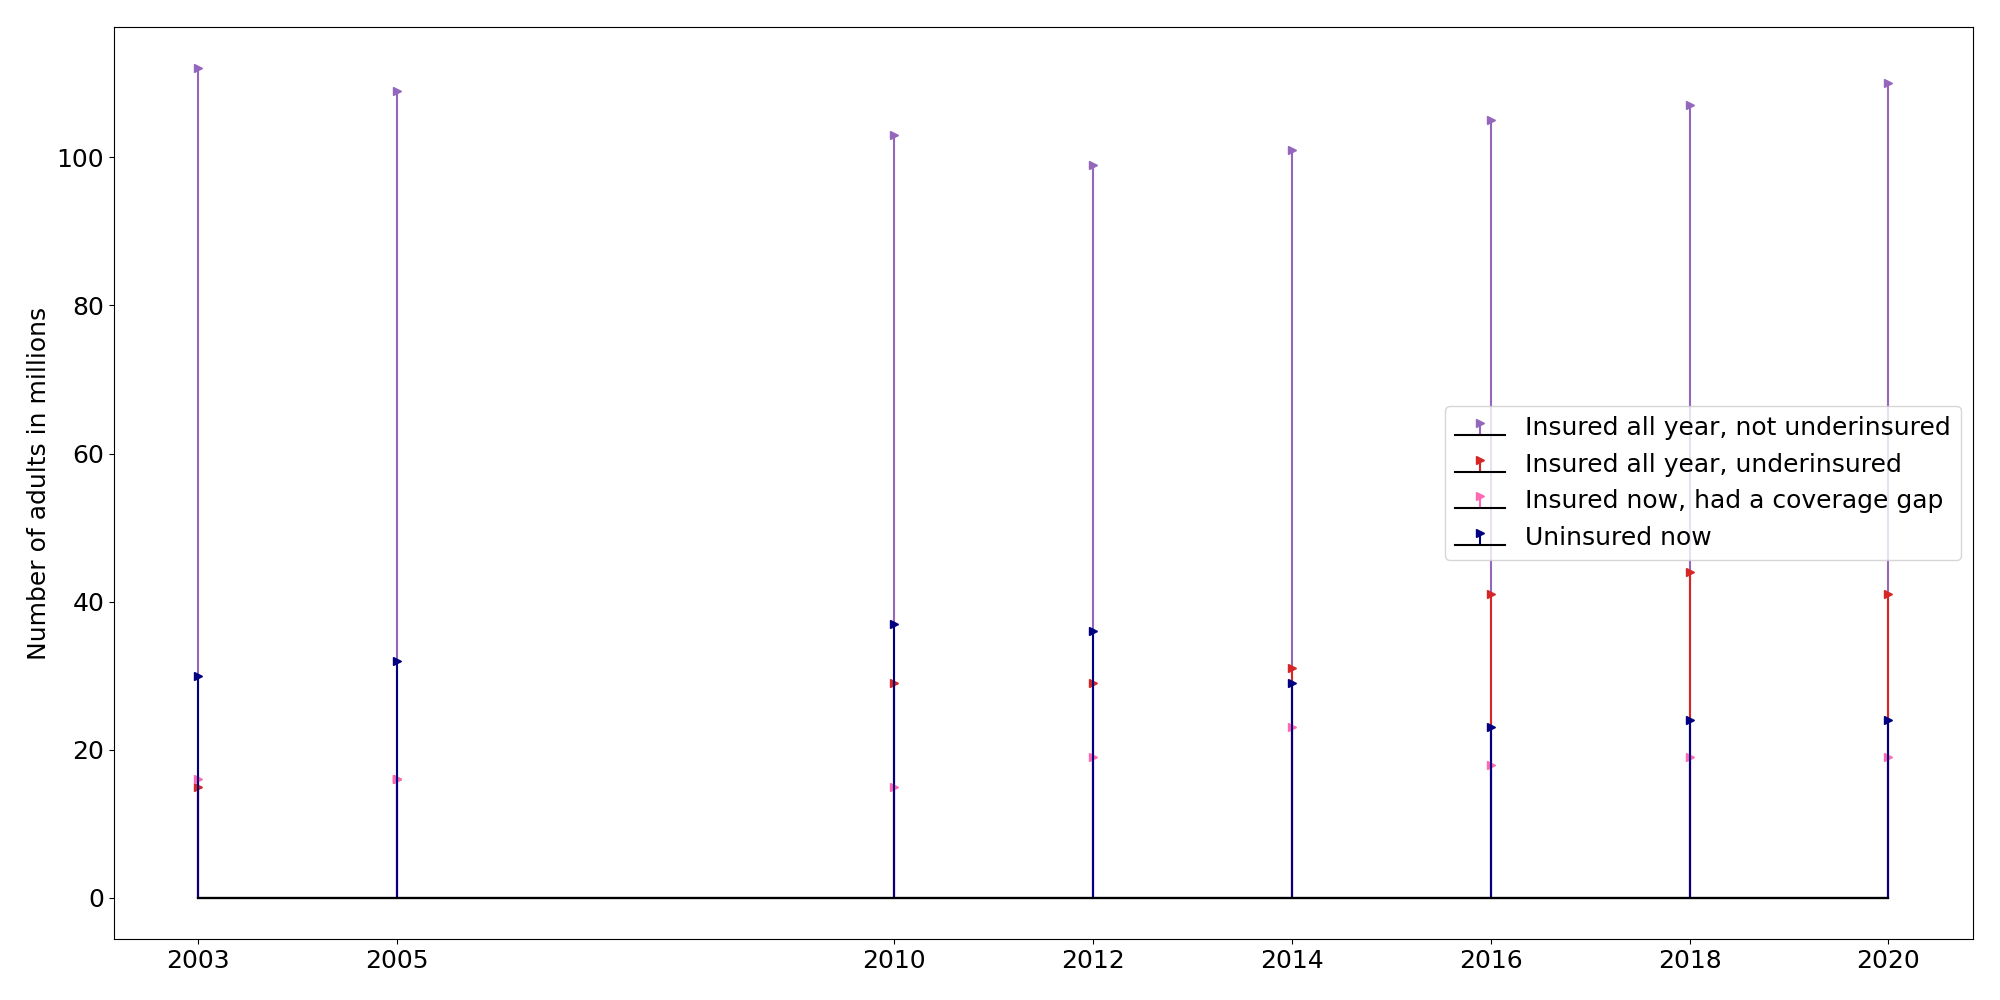 Number of adults in millions
100
80
60
40
20
0
2003 2005 2010 2012 2014 2016 2018 2020
Insured all year, not underinsured
Insured all year, underinsured
Insured now, had a coverage gap
Uninsured now